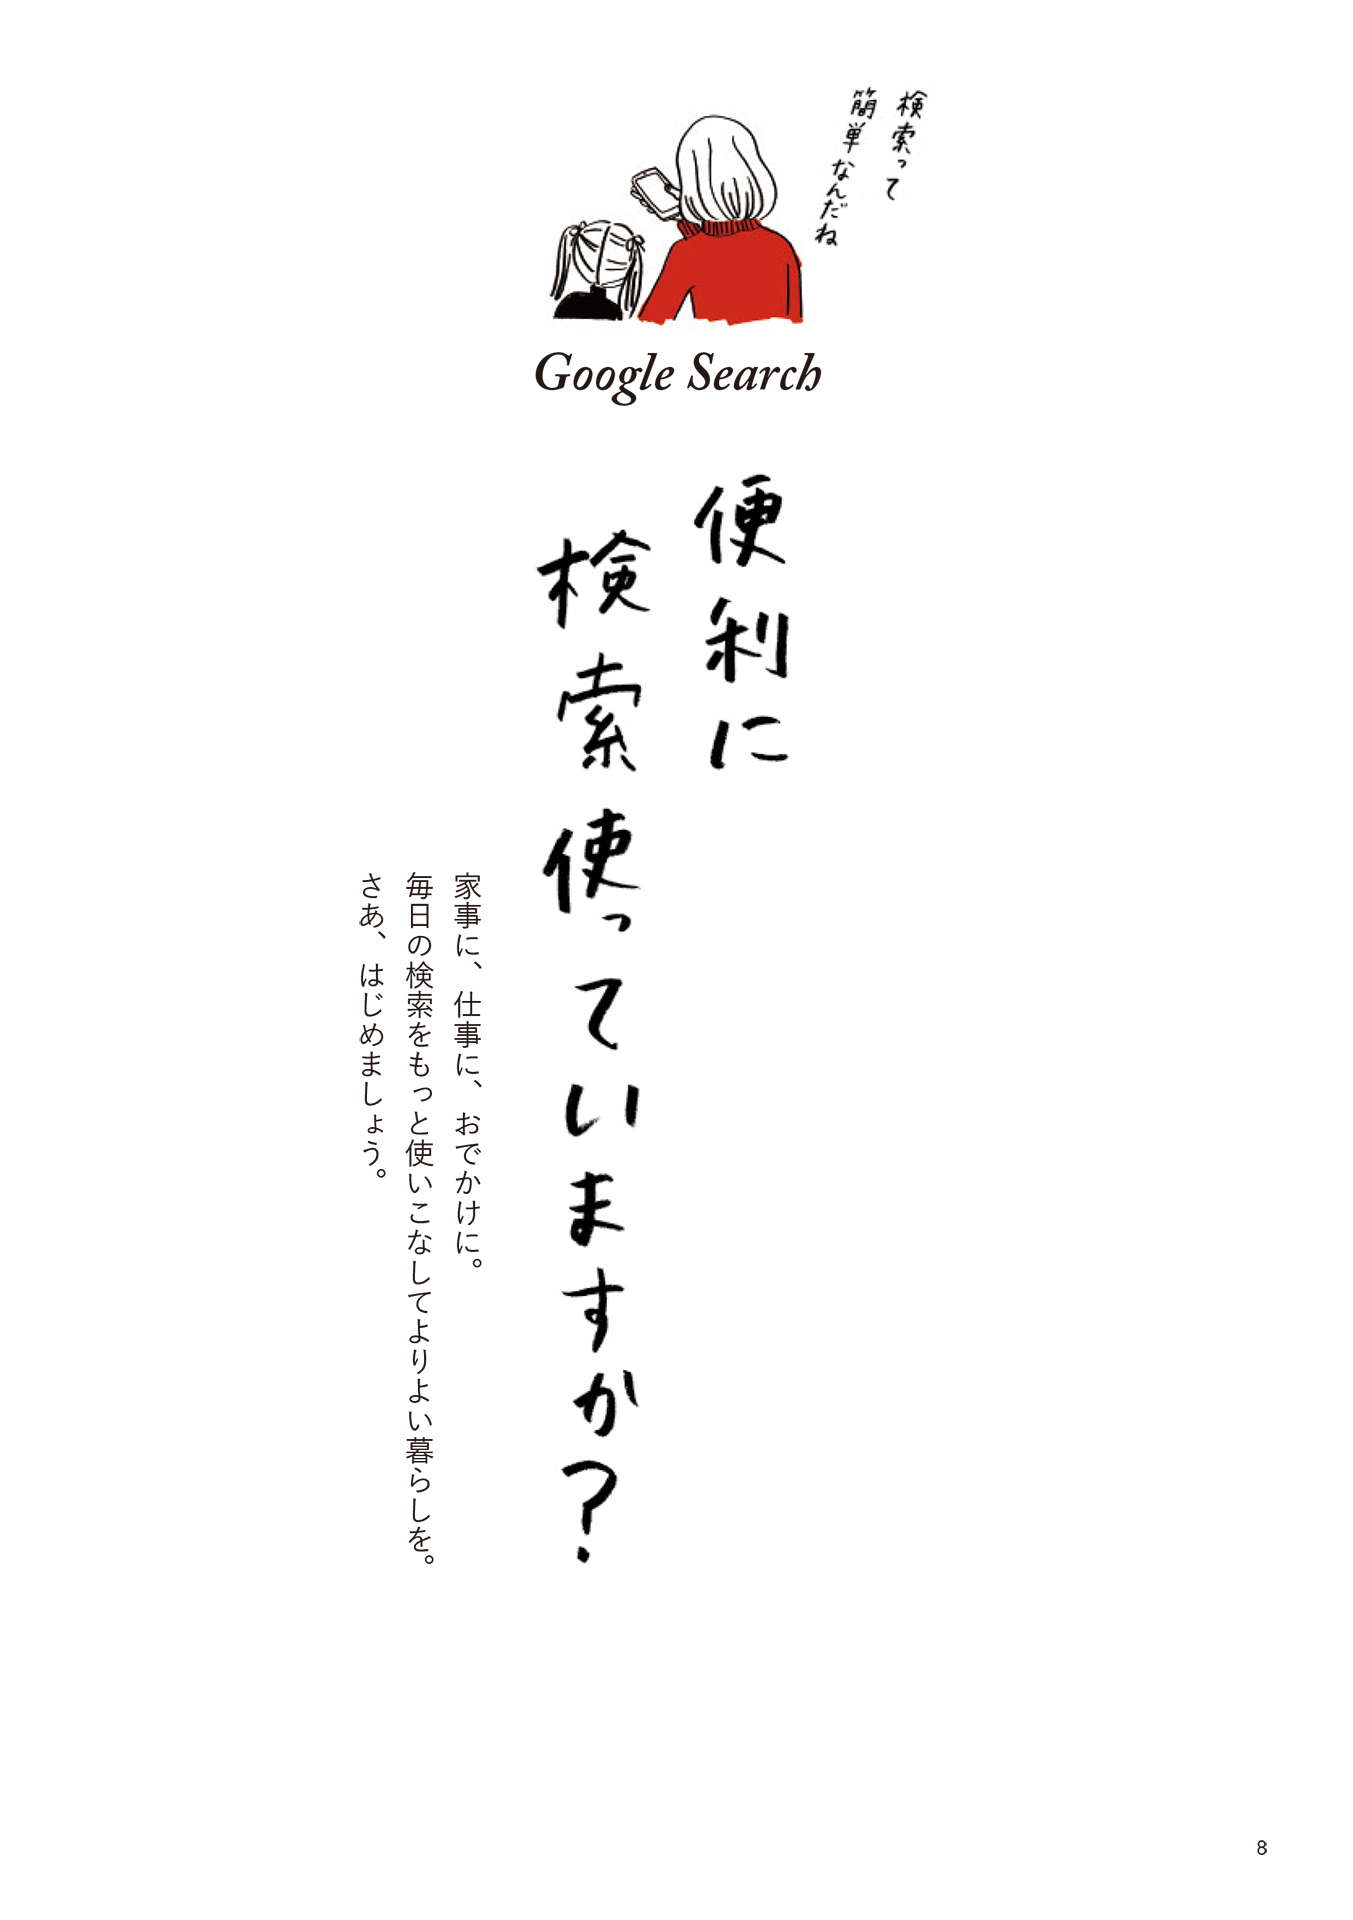 検索って
簡単なんだね
Google Search
便利に
検索使っていますか？
家事に、仕事に、おでかけに。
毎日の検索をもっと使いこなしてよりよい暮らしを。
さあ、はじめましょう。
8